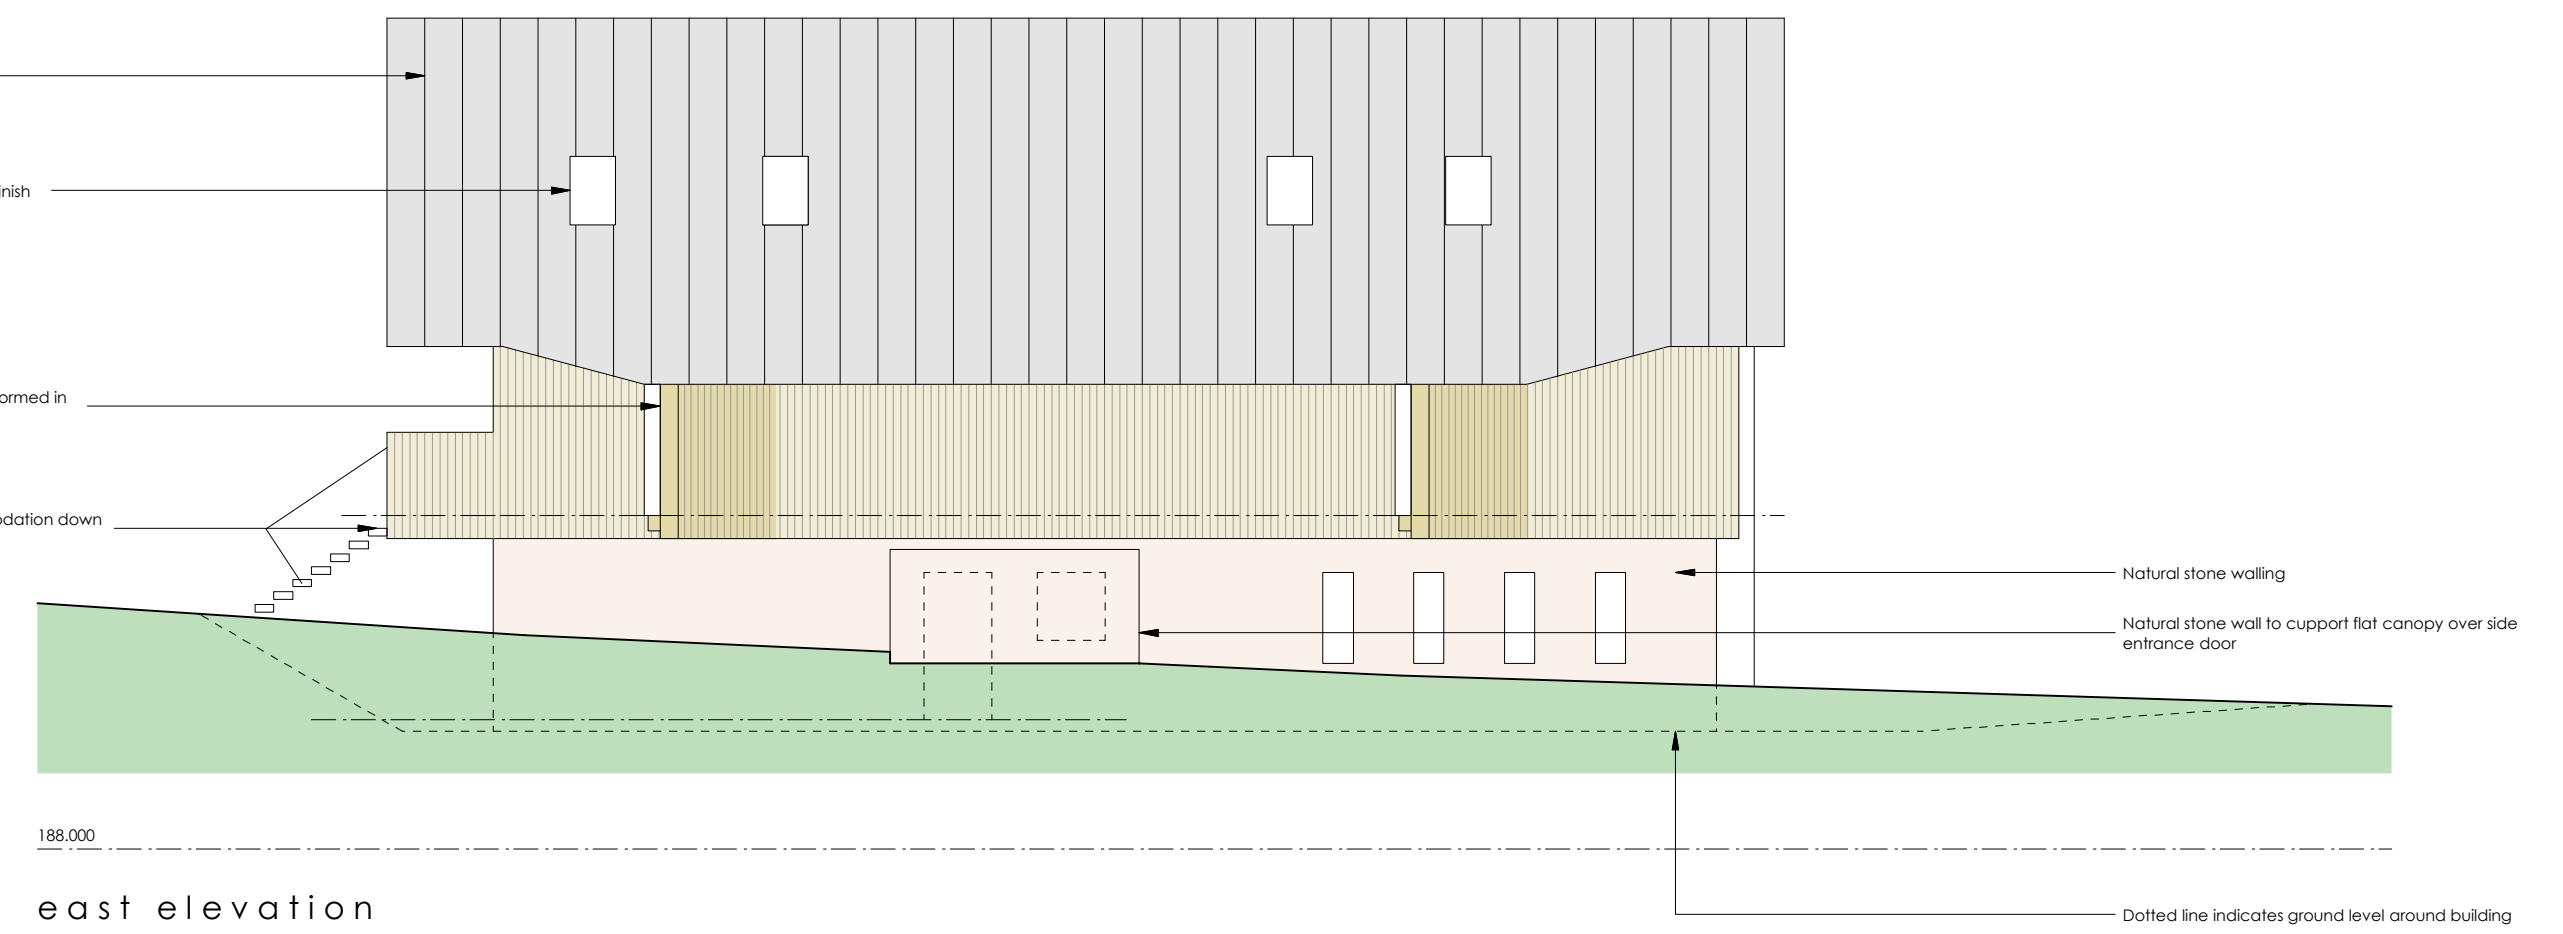 inish
ormed in
odation down
Natural stone walling
Natural stone wall to cupport flat canopy over side
entrance door
188.000
east elevation
Dotted line indicates ground level around building